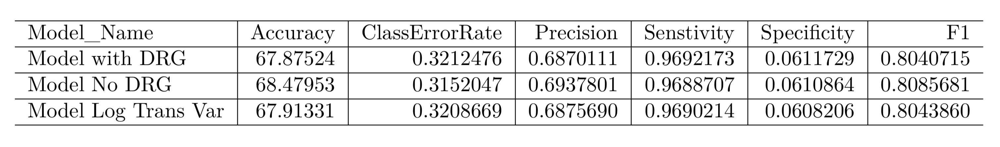 Model_Name Accuracy ClassErrorRate Precision Senstivity Specificity F1
Model with DRG 67.87524 0.3212476 0.6870111 0.9692173 0.0611729 0.8040715
Model No DRG 68.47953 0.3152047 0.6937801 0.9688707 0.0610864 0.8085681
Model Log Trans Var 67.91331 0.3208669 0.6875690 0.9690214 0.0608206 0.8043860